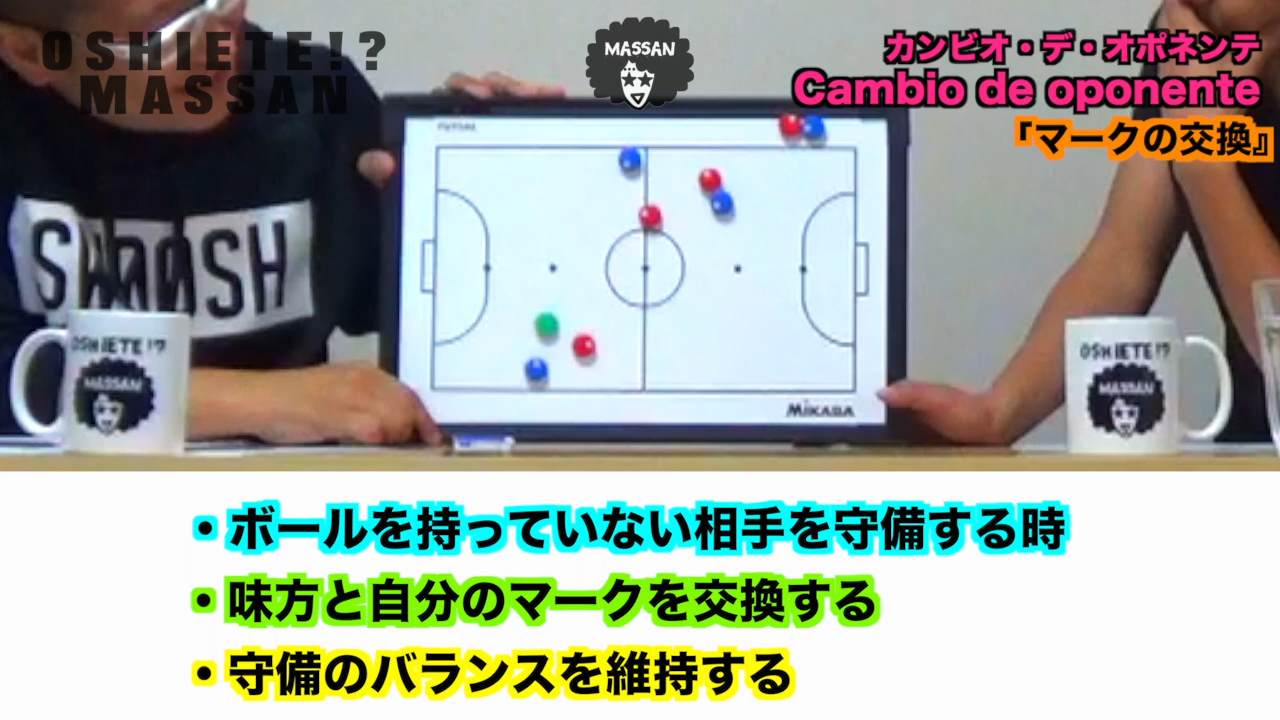 OSHIETE!?
MASSAN
MASSAN
カンビオ・デ・オポネンテ
Cambio de oponente
『マークの交換』
FUTSAL
MIKASA
OSHIETE!?
MASSAN
OSHIETE!?
MASSAN
・ボールを持っていない相手を守備する時
・味方と自分のマークを交換する
・守備のバランスを維持する